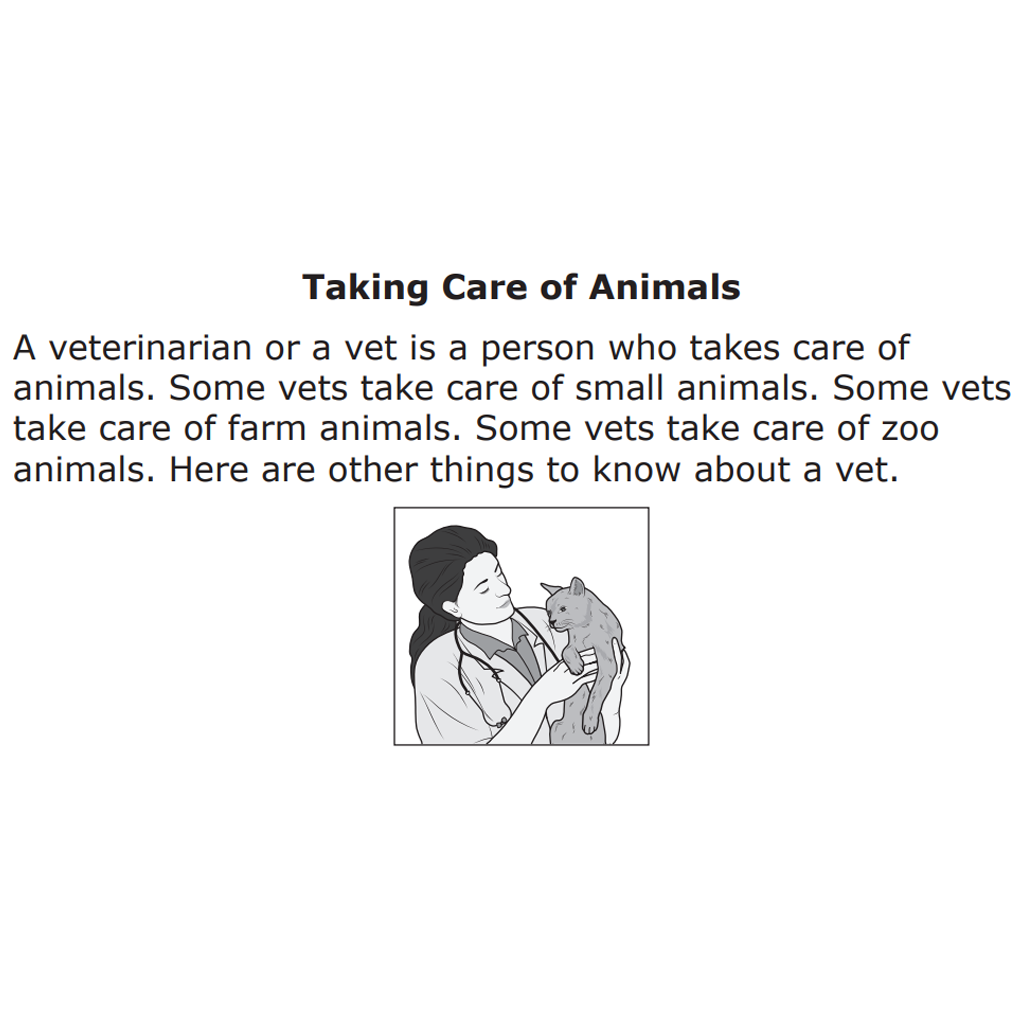 Taking Care of Animals
A veterinarian or a vet is a person who takes care of
animals. Some vets take care of small animals. Some vets
take care of farm animals. Some vets take care of zoo
animals. Here are other things to know about a vet.